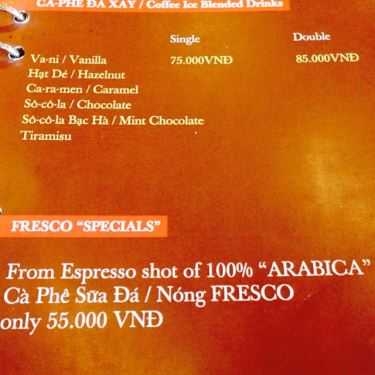 CÀ-PHÊ ĐÁ XAY / Coffee Ice Blended Drinks
Single Double
Va-ni / Vanilla 75.000VNĐ 85.000VNĐ
Hạt Dẻ / Hazelnut
Ca-ra-men / Caramel
Sô-cô-la / Chocolate
Sô-cô-la Bạc Hà / Mint Chocolate
Tiramisu
FRESCO “SPECIALS”
From Espresso shot of 100% “ARABICA”
Cà Phê Sữa Đá / Nóng FRESCO
only 55.000 VNĐ